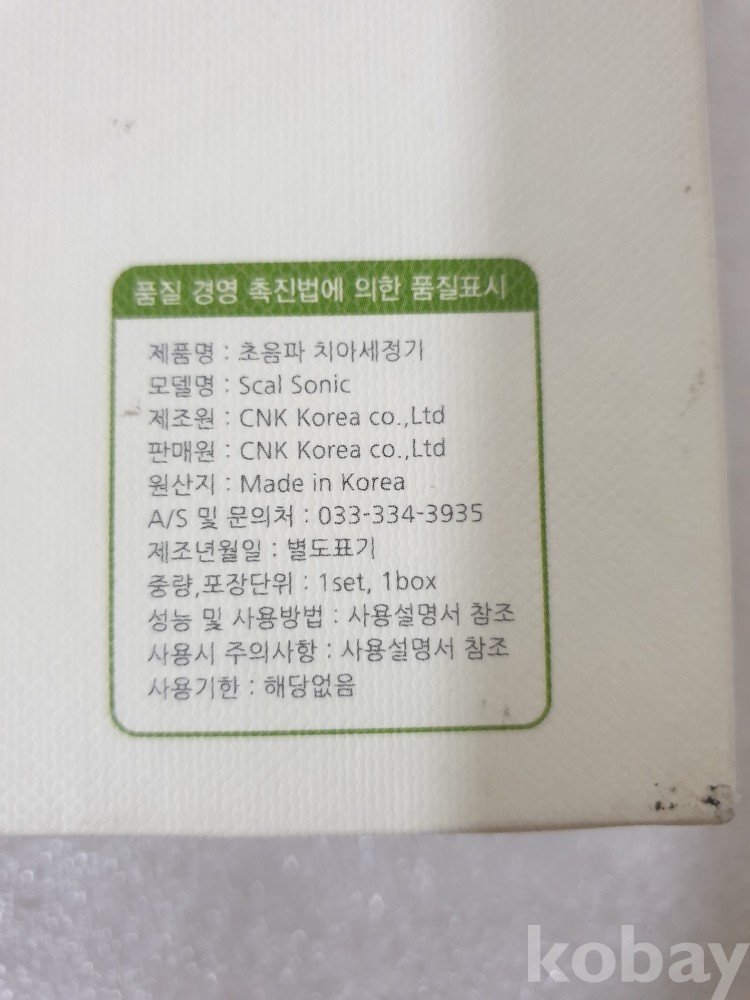 품질 경영 촉진법에 의한 품질표시
제품명 : 초음파 치아세정기
모델명 : Scal Sonic
제조원 : CNK Korea co.,Ltd
판매원 : CNK Korea co.,Ltd
원산지 : Made in Korea
A/S 및 문의처 : 033-334-3935
제조년월일 : 별도표기
중량,포장단위 : 1set, 1box
성능 및 사용방법 : 사용설명서 참조
사용시 주의사항 : 사용설명서 참조
사용기한 : 해당없음
kobay